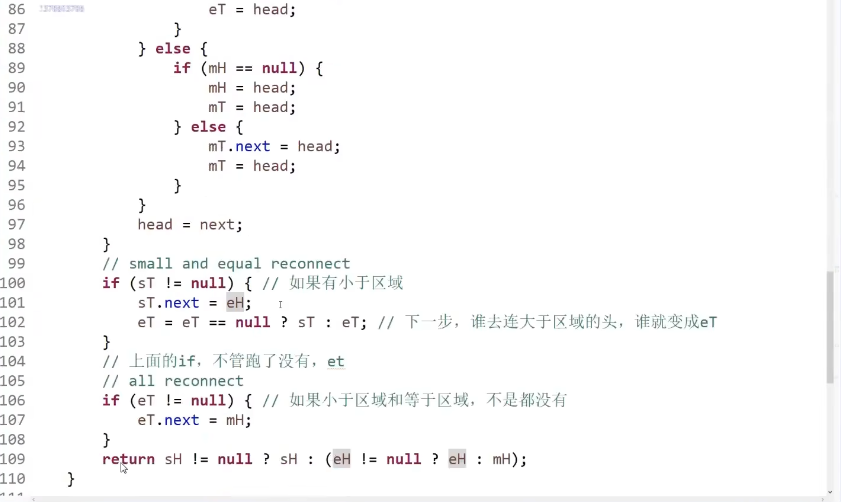 86 eT = head;
87 }
88 } else {
89 if (mH == null) {
90 mH = head;
91 mT = head;
92 } else {
93 mT.next = head;
94 mT = head;
95 }
96 }
97 head = next;
98 }
99 // small and equal reconnect
100 if (sT != null) { // 如果有小于区域
101 sT.next = eH;
102 eT = eT == null ? sT : eT; // 下一步，谁去连大于区域的头，谁就变成eT
103 }
104 // 上面的if，不管跑了没有，et
105 // all reconnect
106 if (eT != null) { // 如果小于区域和等于区域，不是都没有
107 eT.next = mH;
108 }
109 return sH != null ? sH : (eH != null ? eH : mH);
110 }